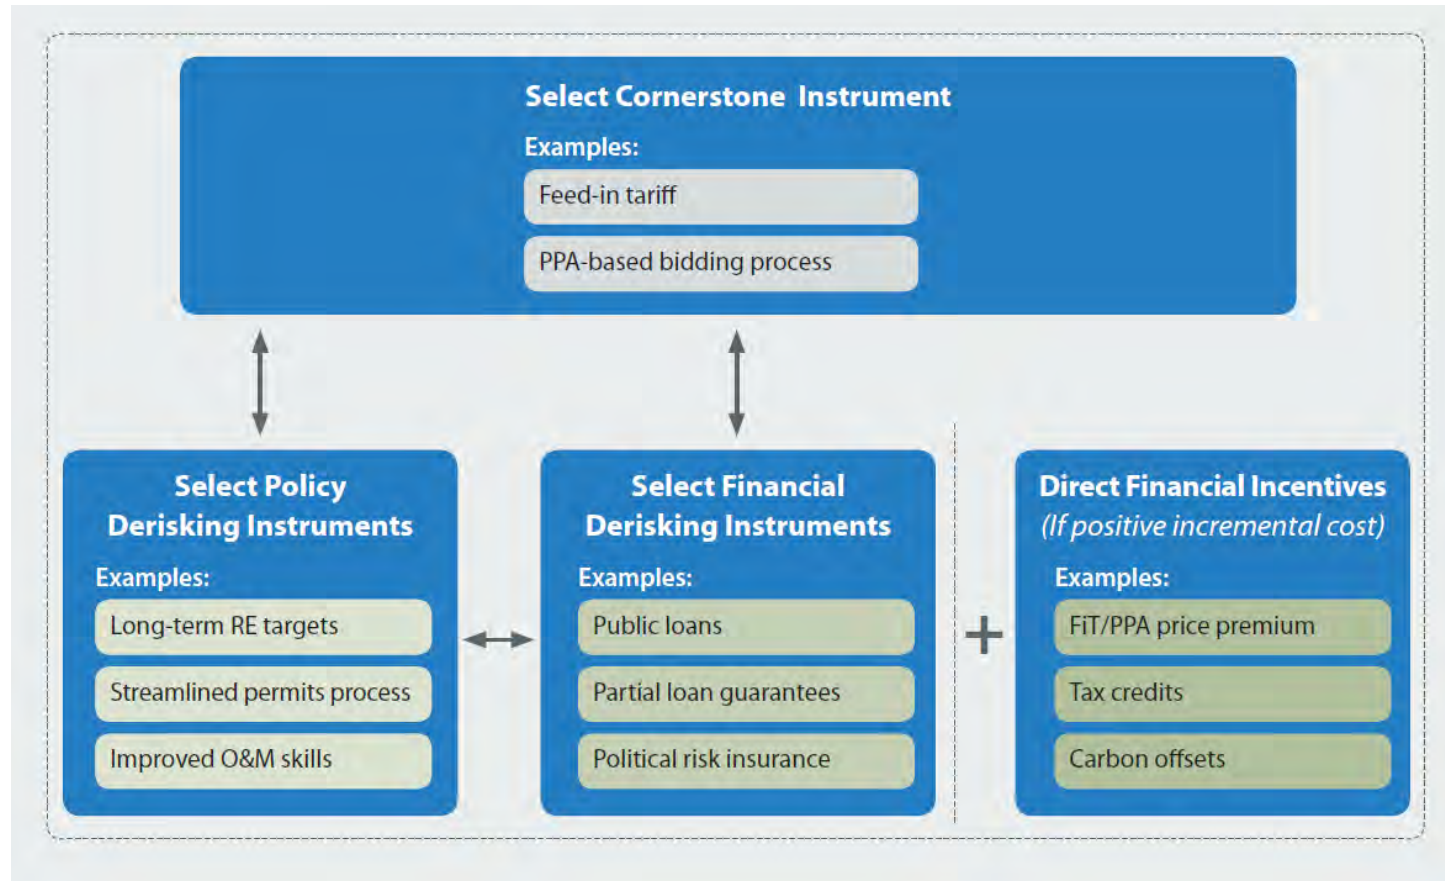 Select Cornerstone Instrument
Examples:
Feed-in tariff
PPA-based bidding process
Select Policy
Derisking Instruments
Examples:
Long-term RE targets
Streamlined permits process
Improved O&M skills
Select Financial
Derisking Instruments
Examples:
Public loans
Partial loan guarantees
Political risk insurance
+
Direct Financial Incentives
(If positive incremental cost)
Examples:
FiT/PPA price premium
Tax credits
Carbon offsets